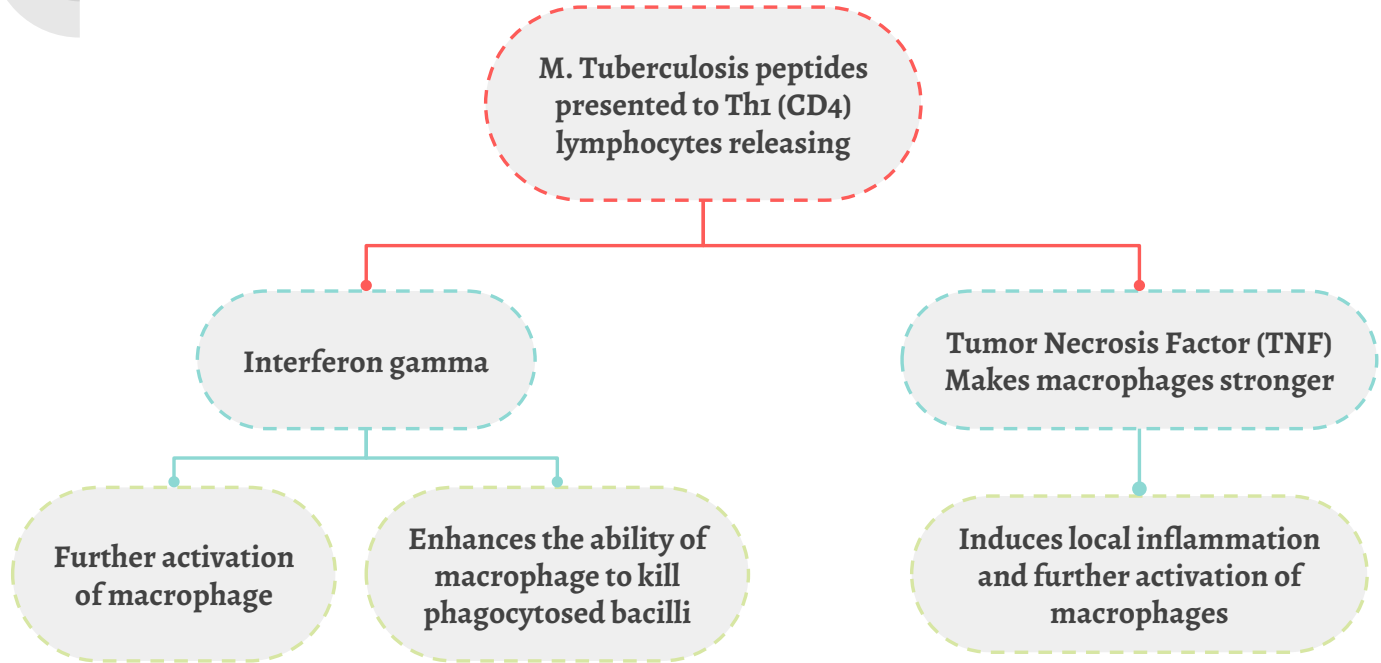 M. Tuberculosis peptides
presented to Th1 (CD4)
lymphocytes releasing
Interferon gamma
Tumor Necrosis Factor (TNF)
Makes macrophages stronger
Further activation
of macrophage
Enhances the ability of
macrophage to kill
phagocytosed bacilli
Induces local inflammation
and further activation of
macrophages